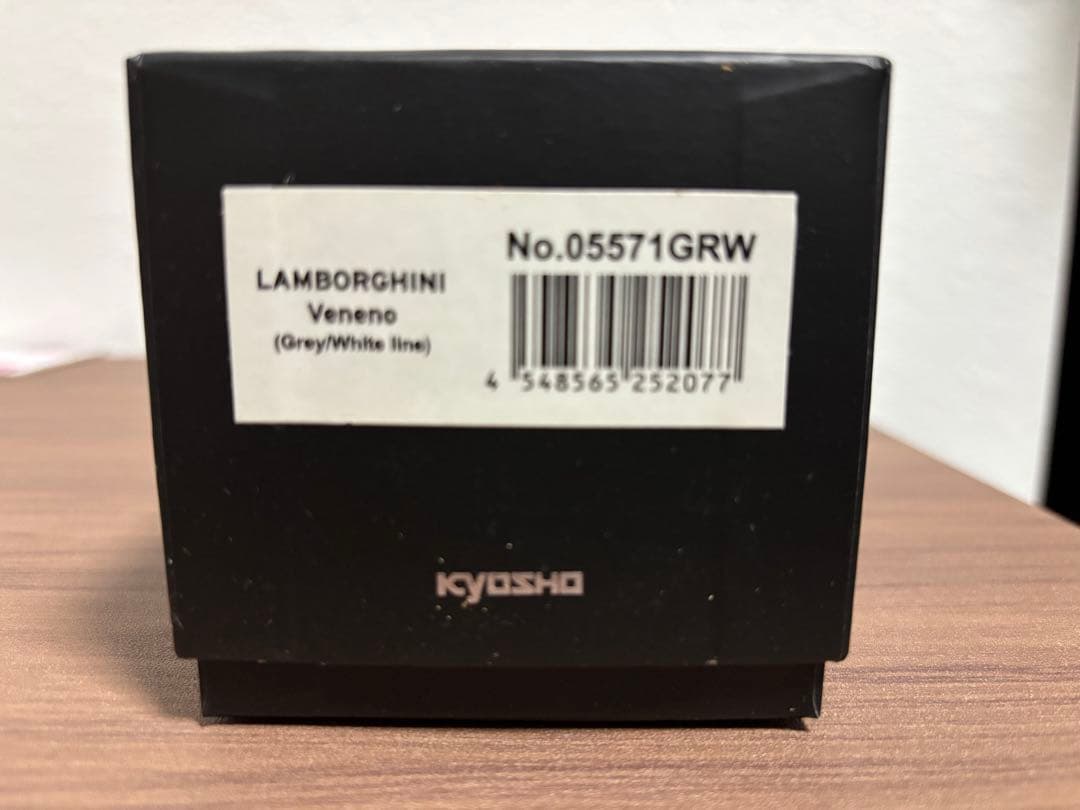 LAMBORGHINI
Veneno
(Grey/White line)
No.05571GRW
4 548565 252077
KYOSHO